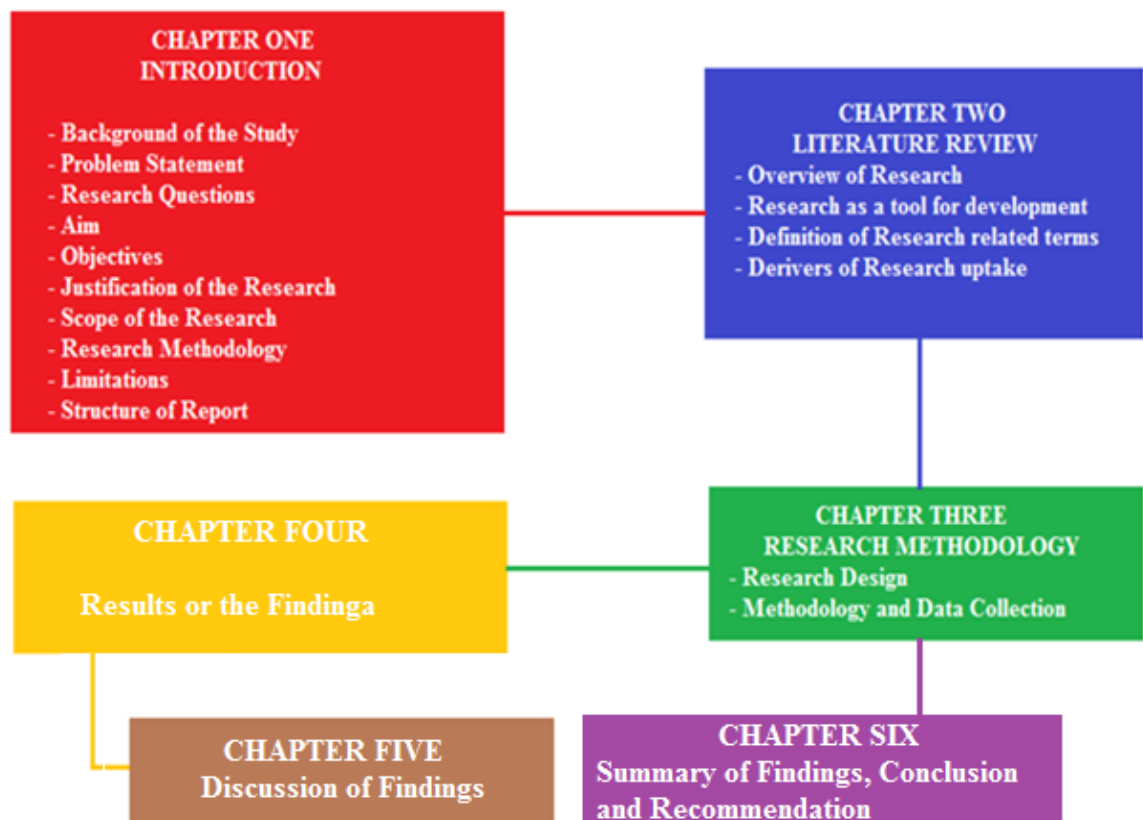 CHAPTER ONE
INTRODUCTION
- Background of the Study
- Problem Statement
- Research Questions
- Aim
- Objectives
- Justification of the Research
- Scope of the Research
- Research Methodology
- Limitations
- Structure of Report
CHAPTER TWO
LITERATURE REVIEW
- Overview of Research
- Research as a tool for development
- Definition of Research related terms
- Derivers of Research uptake
CHAPTER THREE
RESEARCH METHODOLOGY
- Research Design
- Methodology and Data Collection
CHAPTER FOUR
Results or the Findinga
CHAPTER FIVE
Discussion of Findings
CHAPTER SIX
Summary of Findings, Conclusion
and Recommendation